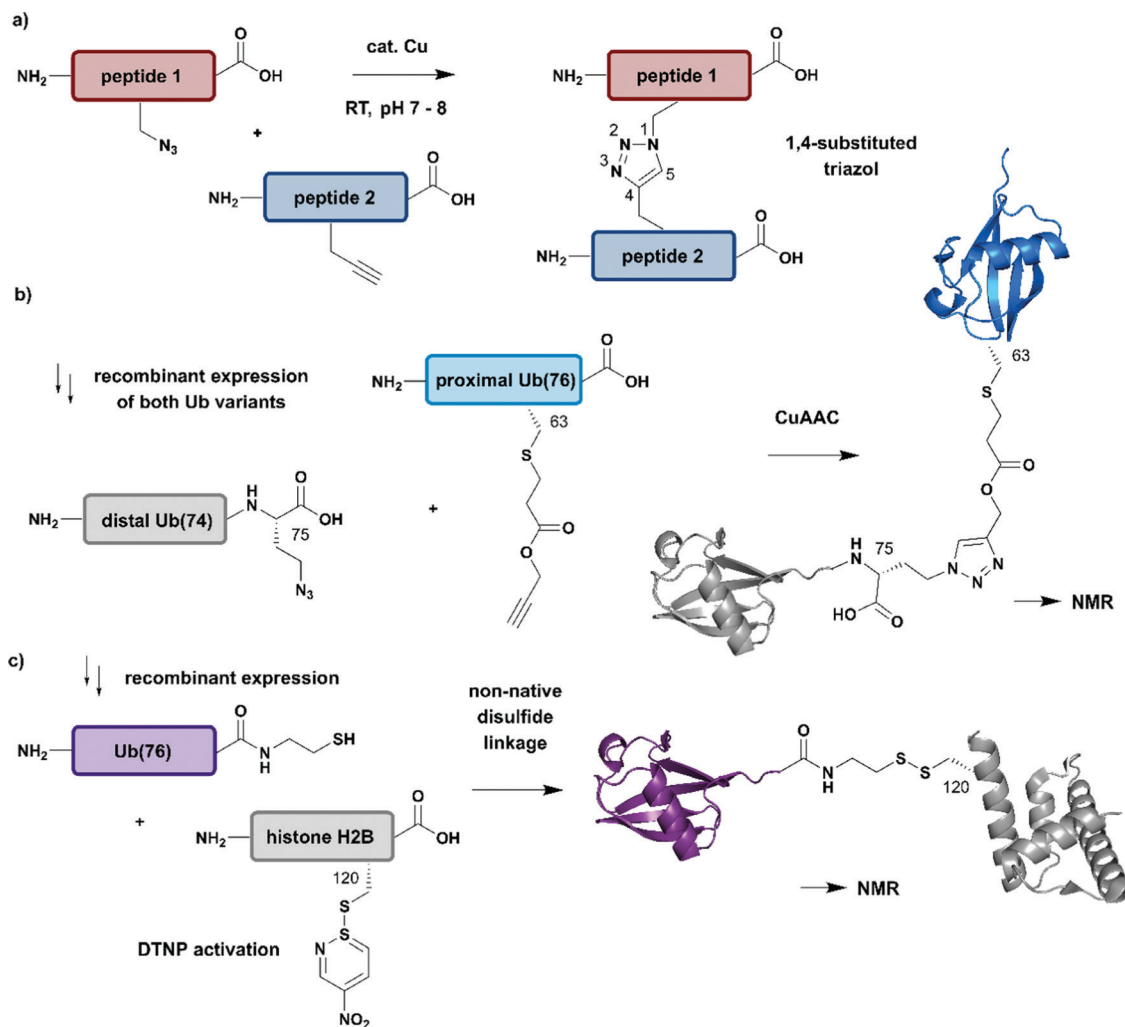 a)
NH2
peptide 1
O
OH
N3
+
NH2
peptide 2
O
OH
cat. Cu
RT, pH 7 - 8
NH2
peptide 1
O
OH
1
2
N
N
3
N
5
4
NH2
peptide 2
O
OH
1,4-substituted
triazol
b)
recombinant expression
of both Ub variants
NH2
distal Ub(74)
H
N
O
OH
75
N3
+
NH2
proximal Ub(76)
O
OH
63
S
O
O
CuAAC
63
S
O
O
H
N
75
HO
O
N
N
N
NMR
c)
recombinant expression
NH2
Ub(76)
O
N
H
SH
+
NH2
histone H2B
O
OH
120
S
S
N
NO2
DTNP activation
non-native
disulfide
linkage
O
N
H
S
S
120
NMR